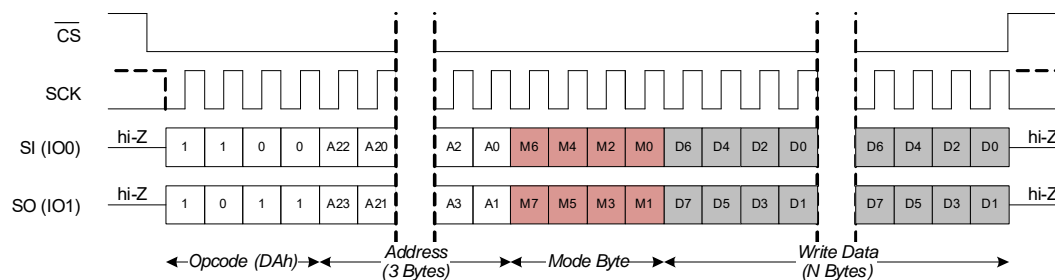 CS
SCK
hi-Z hi-Z
SI (IO0) 1 1 0 0 A22 A20 A2 A0 M6 M4 M2 M0 D6 D4 D2 D0 D6 D4 D2 D0
hi-Z hi-Z
SO (IO1) 1 0 1 1 A23 A21 A3 A1 M7 M5 M3 M1 D7 D5 D3 D1 D7 D5 D3 D1
Opcode (DAh) Address Mode Byte Write Data
(3 Bytes) (N Bytes)